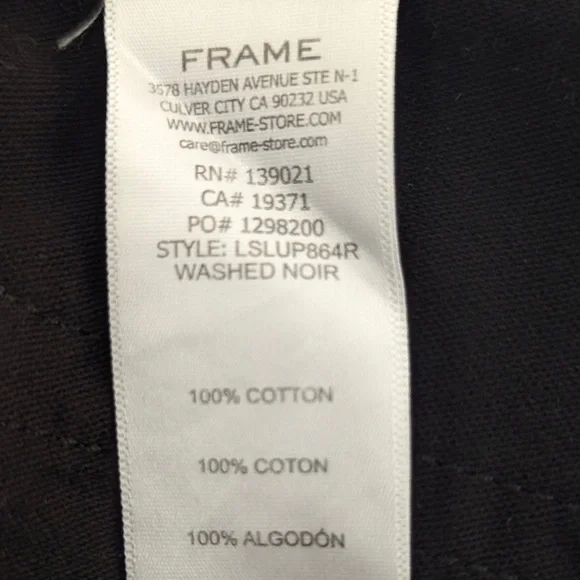 FRAME
3578 HAYDEN AVENUE STE N-1
CULVER CITY CA 90232 USA
WWW.FRAME-STORE.COM
care@frame-store.com
RN# 139021
CA# 19371
PO# 1298200
STYLE: LSLUP864R
WASHED NOIR
100% COTTON
100% COTON
100% ALGODÓN